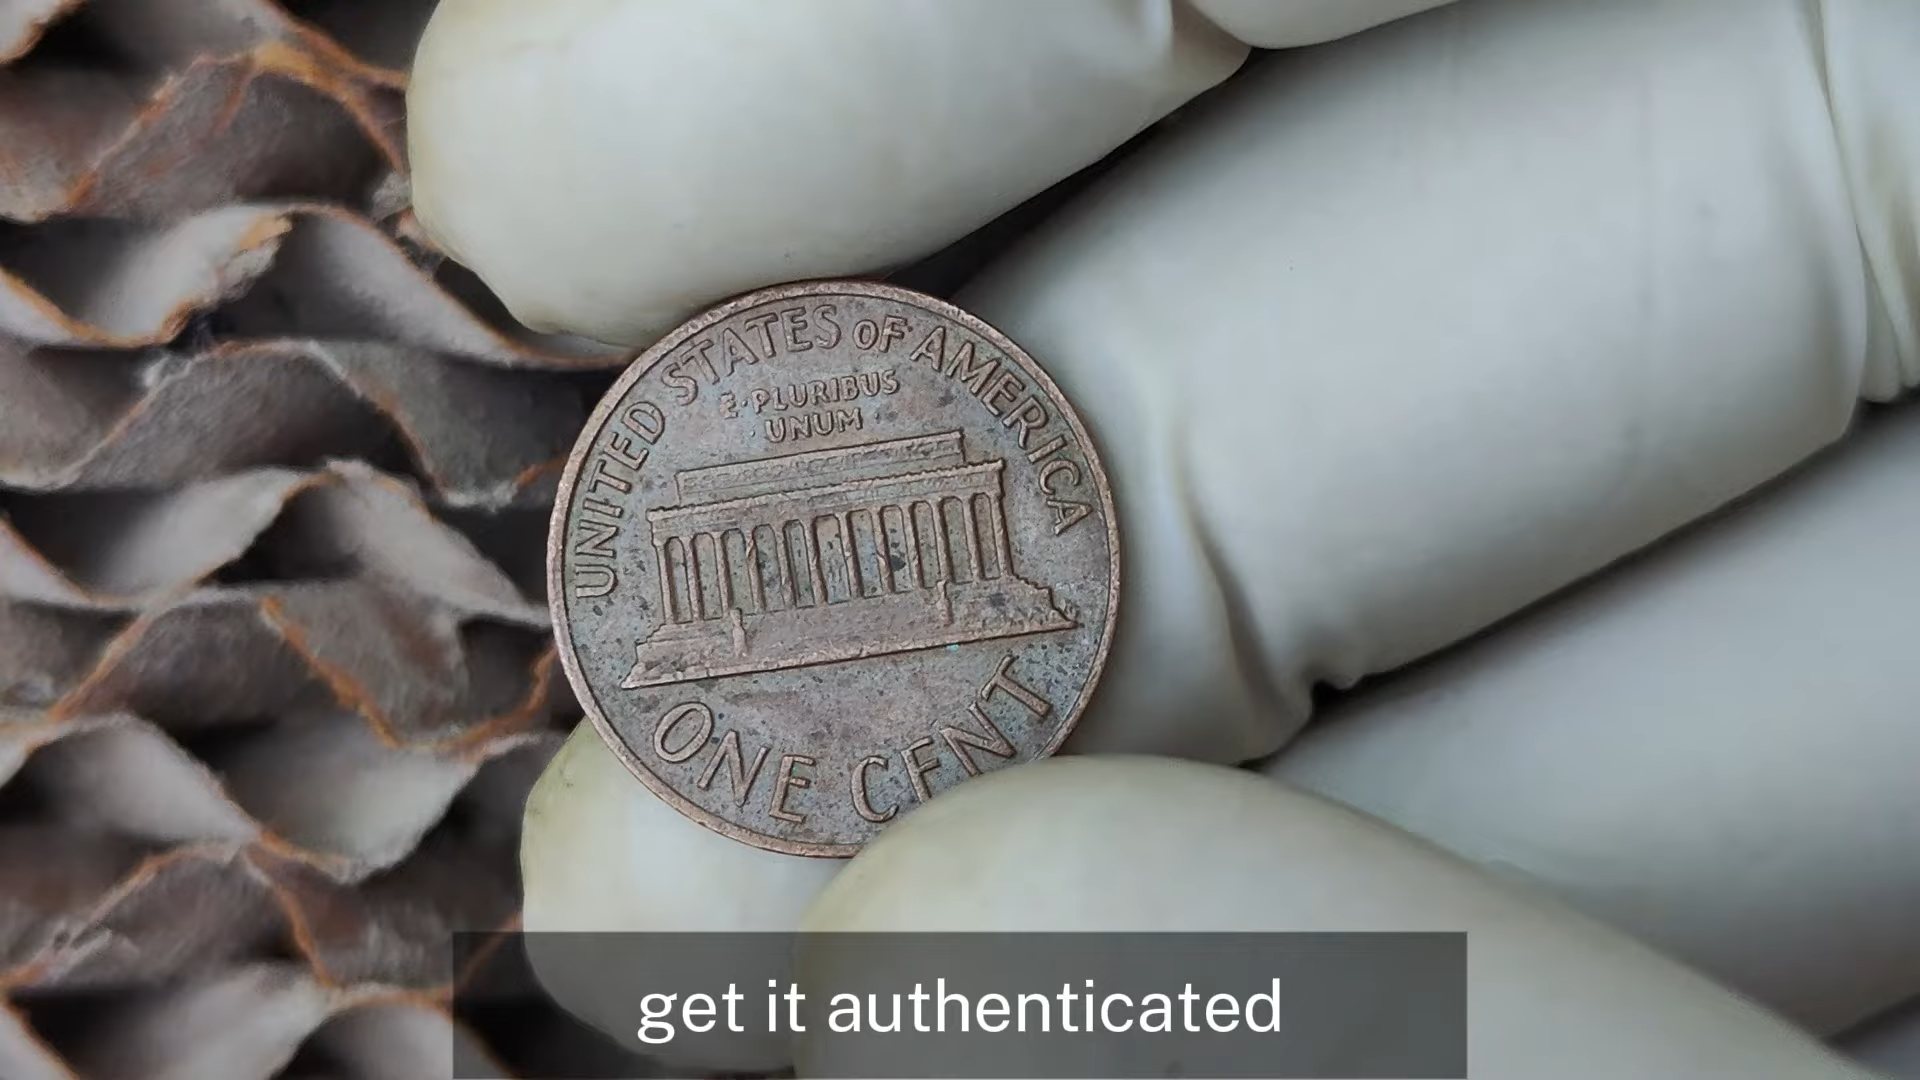 UNITED STATES OF AMERICA
E·PLURIBUS
·UNUM·
ONE CENT
get it authenticated